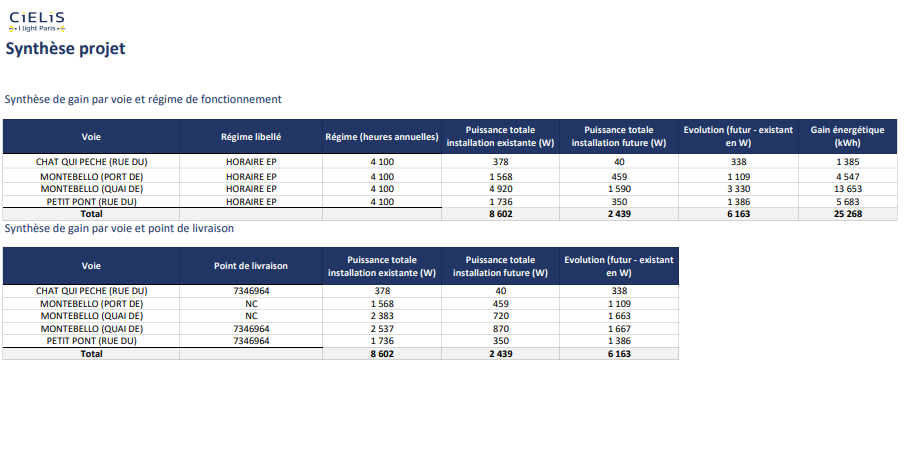 CiELiS
I light Paris
Synthèse projet
Synthèse de gain par voie et régime de fonctionnement
Voie Régime libellé Régime (heures annuelles) Puissance totale installation existante (W) Puissance totale installation future (W) Evolution (futur - existant en W) Gain énergétique (kWh)
CHAT QUI PECHE (RUE DU) HORAIRE EP 4 100 378 40 338 1 385
MONTEBELLO (PORT DE) HORAIRE EP 4 100 1 568 459 1 109 4 547
MONTEBELLO (QUAI DE) HORAIRE EP 4 100 4 920 1 590 3 330 13 653
PETIT PONT (RUE DU) HORAIRE EP 4 100 1 736 350 1 386 5 683
Total 8 602 2 439 6 163 25 268
Synthèse de gain par voie et point de livraison
Voie Point de livraison Puissance totale installation existante (W) Puissance totale installation future (W) Evolution (futur - existant en W)
CHAT QUI PECHE (RUE DU) 7346964 378 40 338
MONTEBELLO (PORT DE) NC 1 568 459 1 109
MONTEBELLO (QUAI DE) NC 2 383 720 1 663
MONTEBELLO (QUAI DE) 7346964 2 537 870 1 667
PETIT PONT (RUE DU) 7346964 1 736 350 1 386
Total 8 602 2 439 6 163